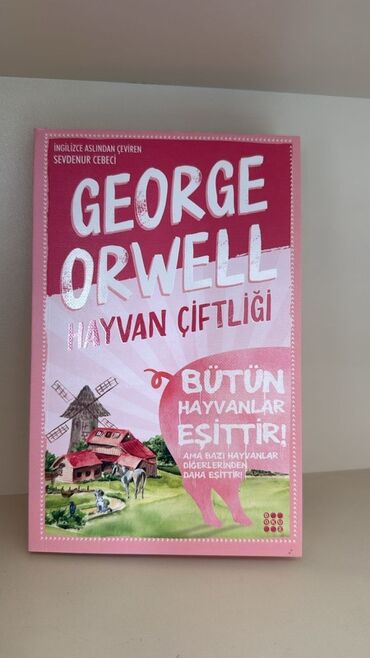 İNGİLİZCE ASLINDAN ÇEVİREN
SEVDENUR CEBECİ
GEORGE
ORWELL
HAYVAN ÇİFTLİĞİ
BÜTÜN
HAYVANLAR
EŞİTTİR!
AMA BAZI HAYVANLAR
DİĞERLERİNDEN
DAHA EŞİTTİR!
DOKUZ